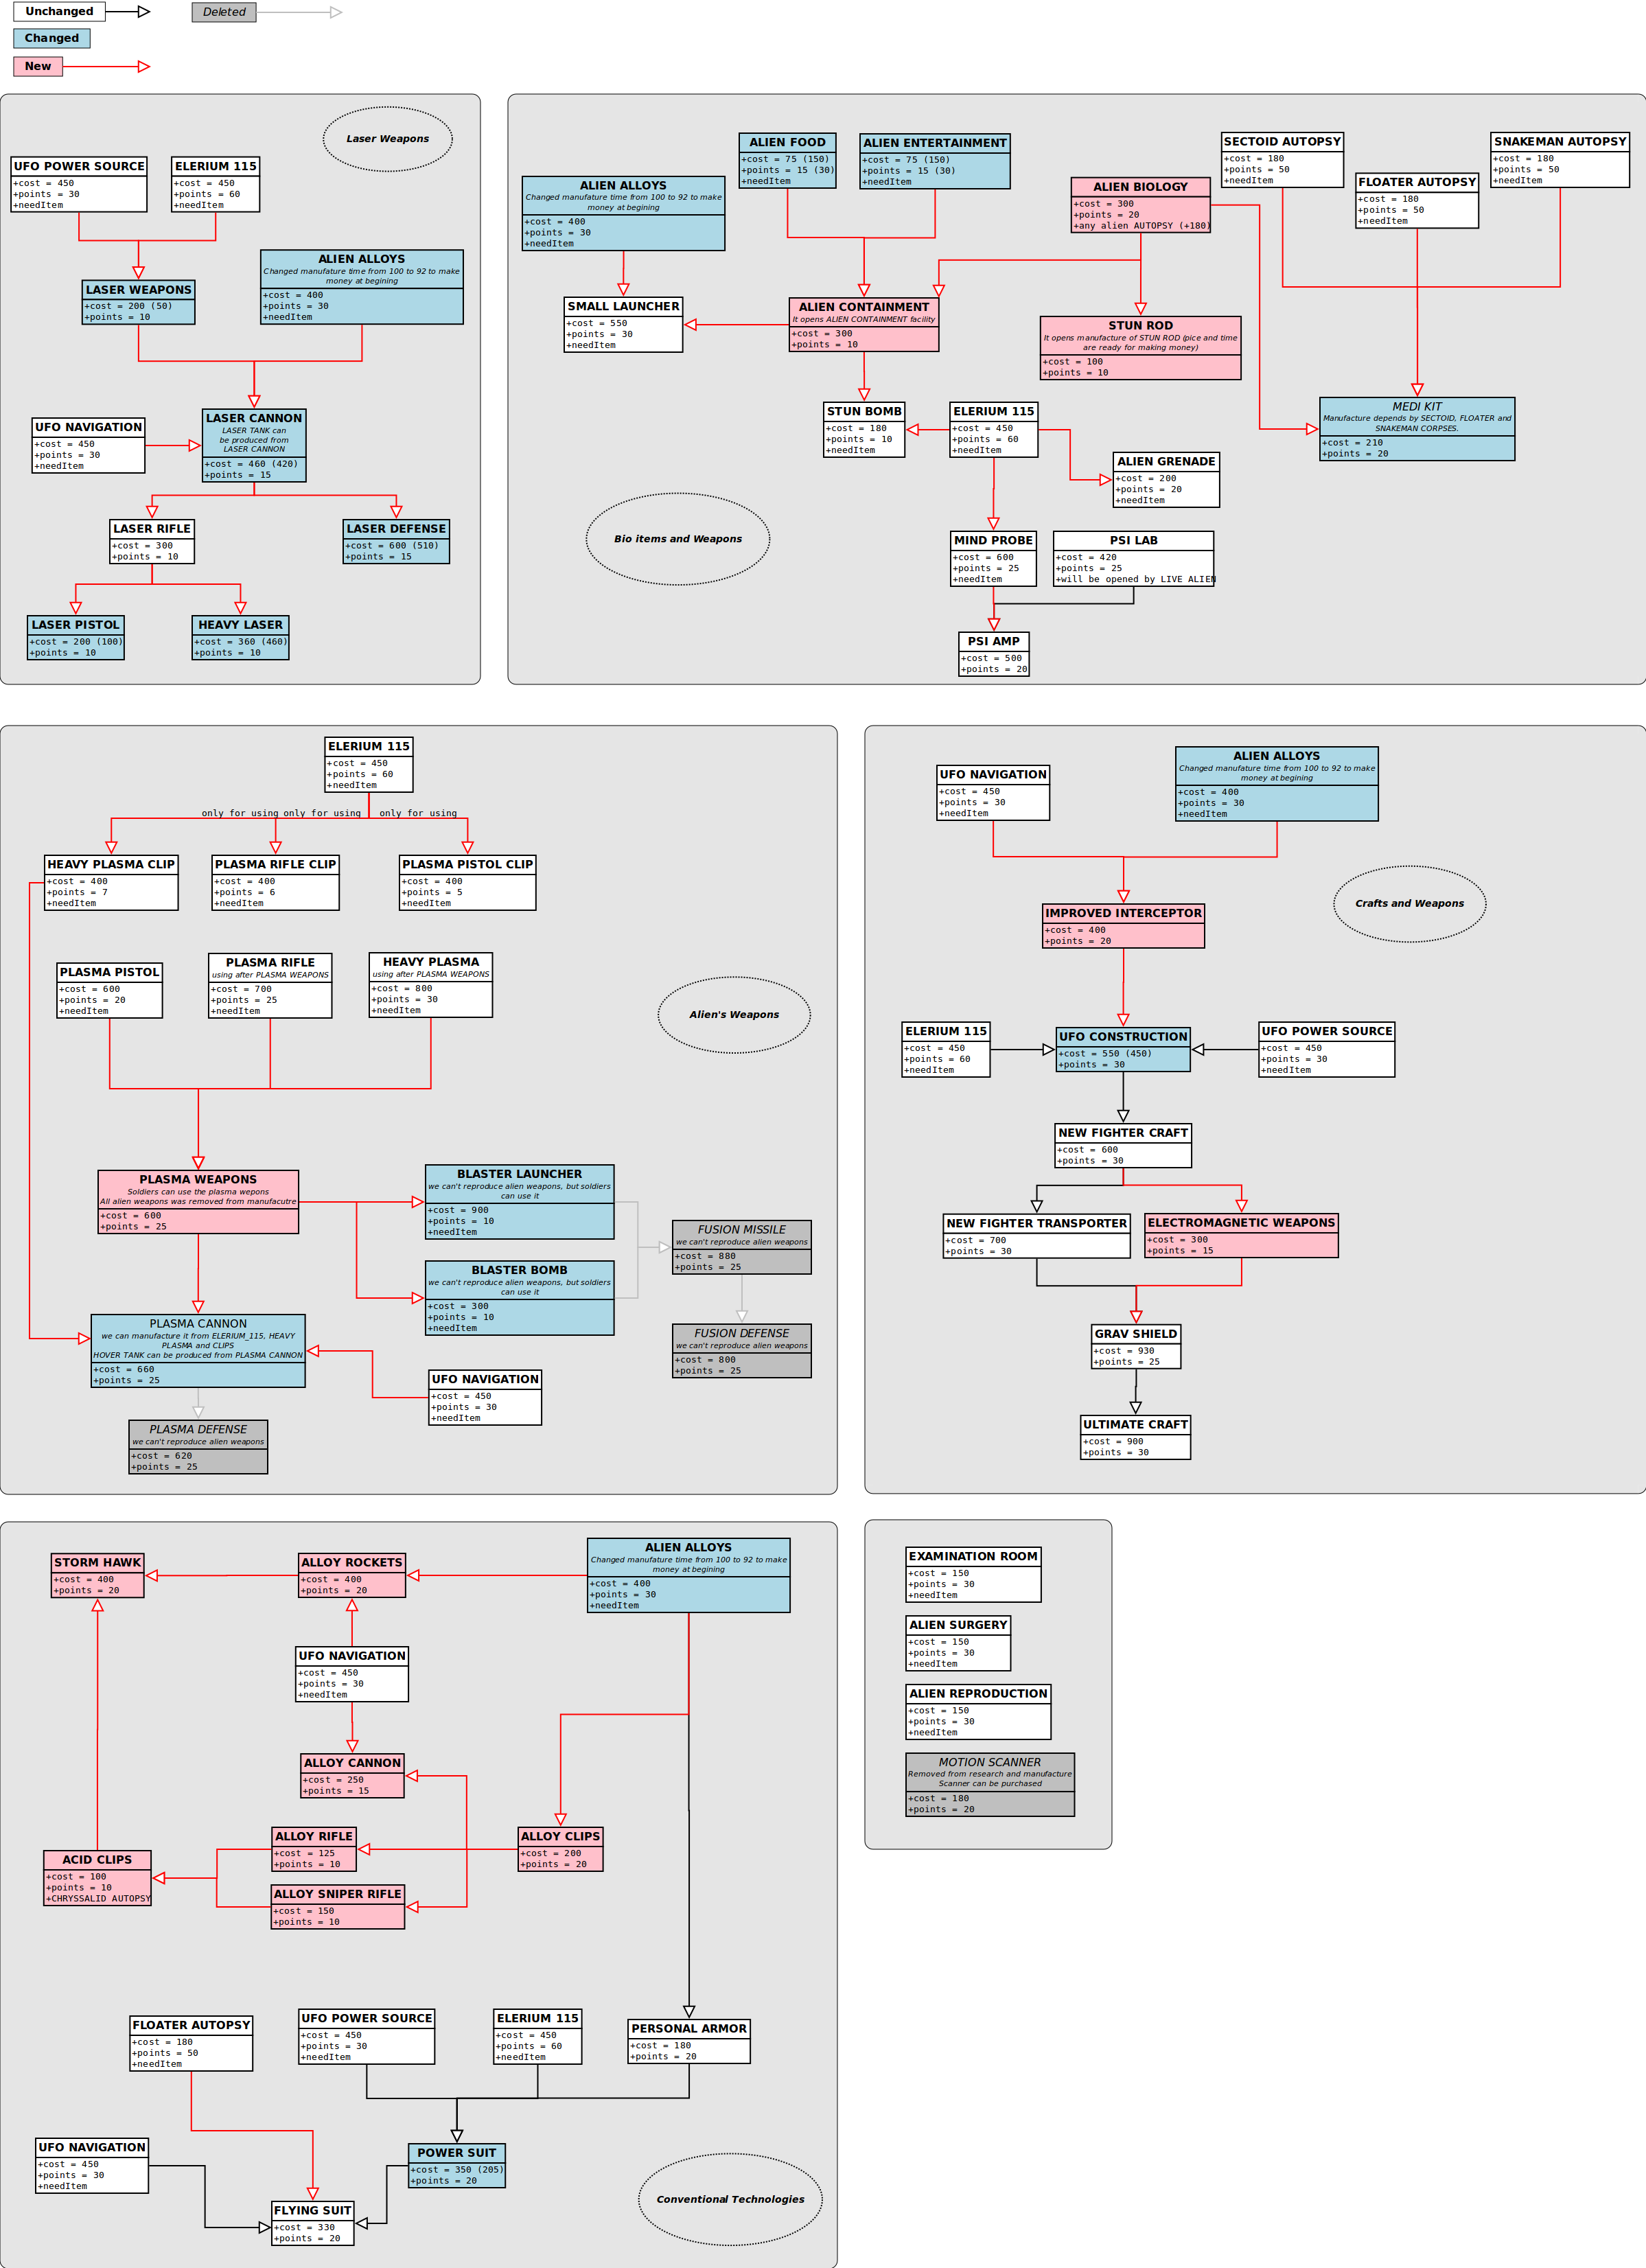 Unchanged
Deleted
Changed
New
Laser Weapons
UFO POWER SOURCE
+cost = 450
+points = 30
+needItem
ELERIUM 115
+cost = 450
+points = 60
+needItem
ALIEN ALLOYS
Changed manufature time from 100 to 92 to make
money at begining
+cost = 400
+points = 30
+needItem
LASER WEAPONS
+cost = 200 (50)
+points = 10
LASER CANNON
LASER TANK can
be produced from
LASER CANNON
+cost = 460 (420)
+points = 15
UFO NAVIGATION
+cost = 450
+points = 30
+needItem
LASER RIFLE
+cost = 300
+points = 10
LASER DEFENSE
+cost = 600 (510)
+points = 15
LASER PISTOL
+cost = 200 (100)
+points = 10
HEAVY LASER
+cost = 360 (460)
+points = 10
ALIEN FOOD
+cost = 75 (150)
+points = 15 (30)
+needItem
ALIEN ENTERTAINMENT
+cost = 75 (150)
+points = 15 (30)
+needItem
SECTOID AUTOPSY
+cost = 180
+points = 50
+needItem
SNAKEMAN AUTOPSY
+cost = 180
+points = 50
+needItem
ALIEN ALLOYS
Changed manufature time from 100 to 92 to make
money at begining
+cost = 400
+points = 30
+needItem
ALIEN BIOLOGY
+cost = 300
+points = 20
+any alien AUTOPSY (+180)
FLOATER AUTOPSY
+cost = 180
+points = 50
+needItem
SMALL LAUNCHER
+cost = 550
+points = 30
+needItem
ALIEN CONTAINMENT
It opens ALIEN CONTAINMENT facility
+cost = 300
+points = 10
STUN ROD
It opens manufacture of STUN ROD (pice and time
are ready for making money)
+cost = 100
+points = 10
MEDI KIT
Manufacture depends by SECTOID, FLOATER and
SNAKEMAN CORPSES.
+cost = 210
+points = 20
STUN BOMB
+cost = 180
+points = 10
+needItem
ELERIUM 115
+cost = 450
+points = 60
+needItem
ALIEN GRENADE
+cost = 200
+points = 20
+needItem
Bio items and Weapons
MIND PROBE
+cost = 600
+points = 25
+needItem
PSI LAB
+cost = 420
+points = 25
+will be opened by LIVE ALIEN
PSI AMP
+cost = 500
+points = 20
ELERIUM 115
+cost = 450
+points = 60
+needItem
only for using
only for using
only for using
HEAVY PLASMA CLIP
+cost = 400
+points = 7
+needItem
PLASMA RIFLE CLIP
+cost = 400
+points = 6
+needItem
PLASMA PISTOL CLIP
+cost = 400
+points = 5
+needItem
PLASMA PISTOL
+cost = 600
+points = 20
+needItem
PLASMA RIFLE
using after PLASMA WEAPONS
+cost = 700
+points = 25
+needItem
HEAVY PLASMA
using after PLASMA WEAPONS
+cost = 800
+points = 30
+needItem
Alien's Weapons
PLASMA WEAPONS
Soldiers can use the plasma wepons
All alien weapons was removed from manufacutre
+cost = 600
+points = 25
BLASTER LAUNCHER
we can't reproduce alien weapons, but soldiers
can use it
+cost = 900
+points = 10
+needItem
FUSION MISSILE
we can't reproduce alien weapons
+cost = 880
+points = 25
BLASTER BOMB
we can't reproduce alien weapons, but soldiers
can use it
+cost = 300
+points = 10
+needItem
PLASMA CANNON
we can manufacture it from ELERIUM_115, HEAVY
PLASMA and CLIPS
HOVER TANK can be produced from PLASMA CANNON
+cost = 660
+points = 25
FUSION DEFENSE
we can't reproduce alien weapons
+cost = 800
+points = 25
UFO NAVIGATION
+cost = 450
+points = 30
+needItem
PLASMA DEFENSE
we can't reproduce alien weapons
+cost = 620
+points = 25
UFO NAVIGATION
+cost = 450
+points = 30
+needItem
ALIEN ALLOYS
Changed manufature time from 100 to 92 to make
money at begining
+cost = 400
+points = 30
+needItem
Crafts and Weapons
IMPROVED INTERCEPTOR
+cost = 400
+points = 20
ELERIUM 115
+cost = 450
+points = 60
+needItem
UFO CONSTRUCTION
+cost = 550 (450)
+points = 30
UFO POWER SOURCE
+cost = 450
+points = 30
+needItem
NEW FIGHTER CRAFT
+cost = 600
+points = 30
NEW FIGHTER TRANSPORTER
+cost = 700
+points = 30
ELECTROMAGNETIC WEAPONS
+cost = 300
+points = 15
GRAV SHIELD
+cost = 930
+points = 25
ULTIMATE CRAFT
+cost = 900
+points = 30
STORM HAWK
+cost = 400
+points = 20
ALLOY ROCKETS
+cost = 400
+points = 20
ALIEN ALLOYS
Changed manufature time from 100 to 92 to make
money at begining
+cost = 400
+points = 30
+needItem
UFO NAVIGATION
+cost = 450
+points = 30
+needItem
ALLOY CANNON
+cost = 250
+points = 15
ALLOY RIFLE
+cost = 125
+points = 10
ALLOY CLIPS
+cost = 200
+points = 20
ACID CLIPS
+cost = 100
+points = 10
+CHRYSSALID AUTOPSY
ALLOY SNIPER RIFLE
+cost = 150
+points = 10
FLOATER AUTOPSY
+cost = 180
+points = 50
+needItem
UFO POWER SOURCE
+cost = 450
+points = 30
+needItem
ELERIUM 115
+cost = 450
+points = 60
+needItem
PERSONAL ARMOR
+cost = 180
+points = 20
UFO NAVIGATION
+cost = 450
+points = 30
+needItem
POWER SUIT
+cost = 350 (205)
+points = 20
FLYING SUIT
+cost = 330
+points = 20
Conventional Technologies
EXAMINATION ROOM
+cost = 150
+points = 30
+needItem
ALIEN SURGERY
+cost = 150
+points = 30
+needItem
ALIEN REPRODUCTION
+cost = 150
+points = 30
+needItem
MOTION SCANNER
Removed from research and manufacture
Scanner can be purchased
+cost = 180
+points = 20